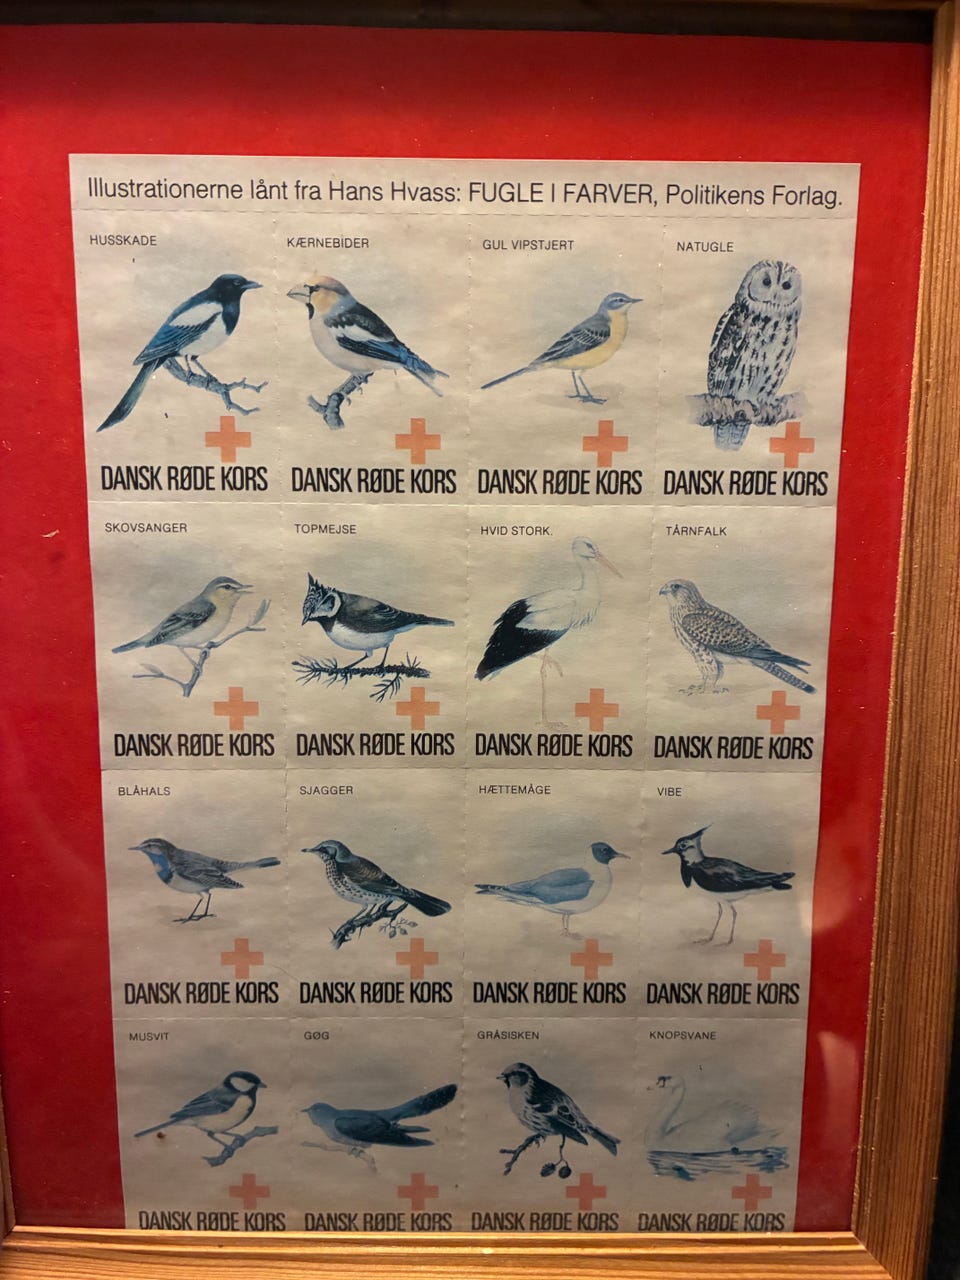 Illustrationerne lånt fra Hans Hvass: FUGLE I FARVER, Politikens Forlag.
HUSSKADE
DANSK RØDE KORS
KÆRNEBIDER
DANSK RØDE KORS
GUL VIPSTJERT
DANSK RØDE KORS
NATUGLE
DANSK RØDE KORS
SKOVSANGER
DANSK RØDE KORS
TOPMEJSE
DANSK RØDE KORS
HVID STORK.
DANSK RØDE KORS
TÅRNFALK
DANSK RØDE KORS
BLÅHALS
DANSK RØDE KORS
SJAGGER
DANSK RØDE KORS
HÆTTEMÅGE
DANSK RØDE KORS
VIBE
DANSK RØDE KORS
MUSVIT
DANSK RØDE KORS
GØG
DANSK RØDE KORS
GRÅSISKEN
DANSK RØDE KORS
KNOPSVANE
DANSK RØDE KORS